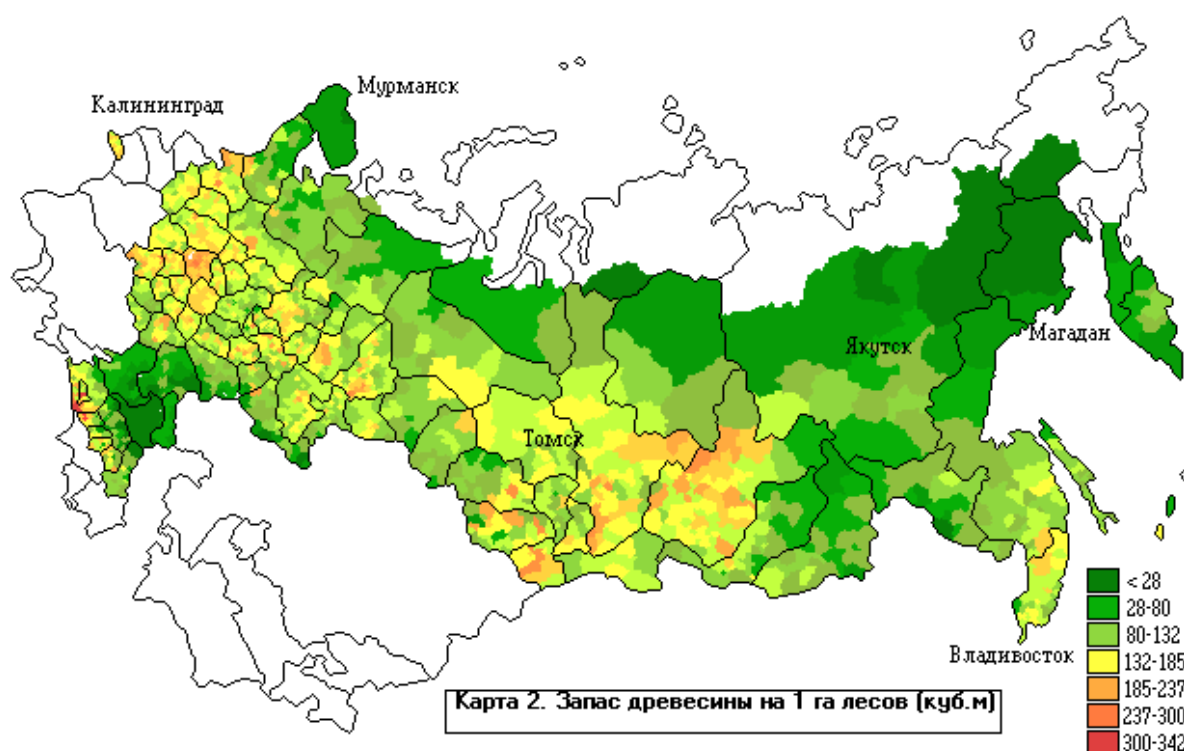 Мурманск
Калининград
Якутск
Магадан
Томск
Владивосток
< 28
28-80
80-132
132-185
185-237
237-300
300-342
Карта 2. Запас древесины на 1 га лесов (куб.м)